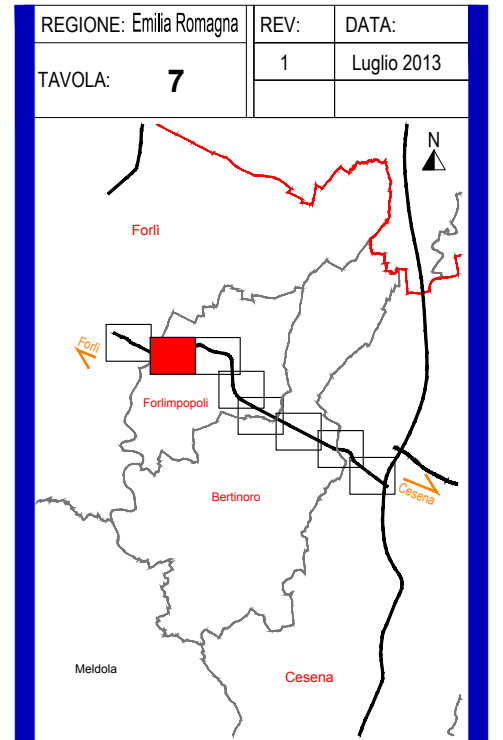 REGIONE: Emilia Romagna REV: DATA:
TAVOLA: 7 1 Luglio 2013
N
Forlì
Forlì
Forlimpopoli
Bertinoro
Cesena
Meldola
Cesena